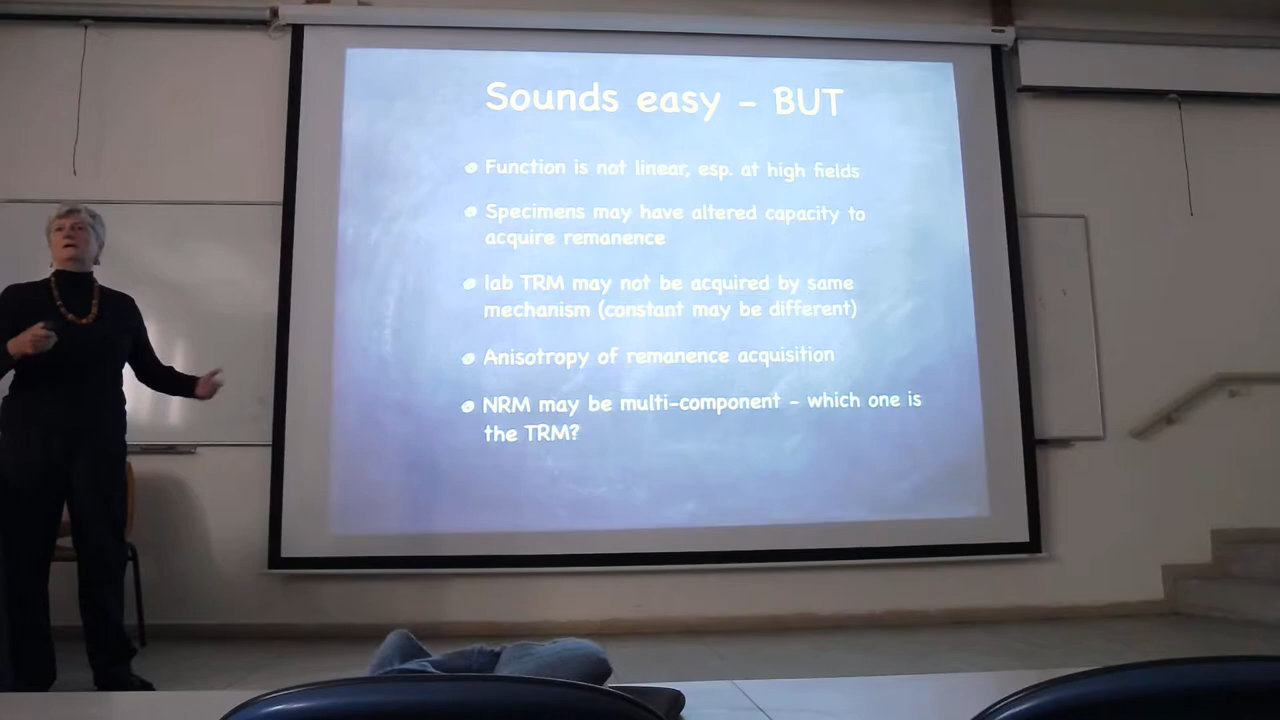 Sounds easy - BUT
Function is not linear, esp. at high fields
Specimens may have altered capacity to
acquire remanence
lab TRM may not be acquired by same
mechanism (constant may be different)
Anisotropy of remanence acquisition
NRM may be multi-component - which one is
the TRM?